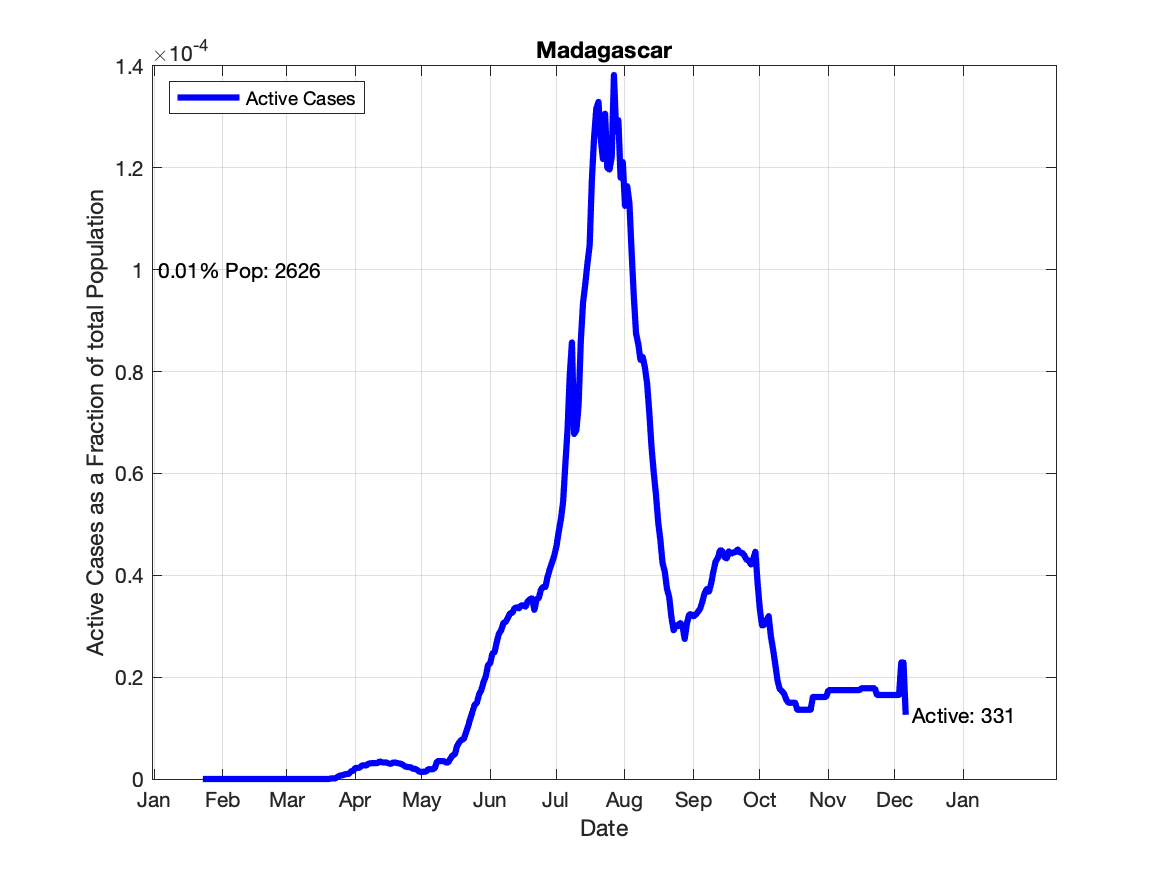 Madagascar
×10-4
Active Cases
1.4
1.2
1
0.01% Pop: 2626
0.8
0.6
0.4
0.2
0
Active: 331
Active Cases as a Fraction of total Population
Jan Feb Mar Apr May Jun Jul Aug Sep Oct Nov Dec Jan
Date